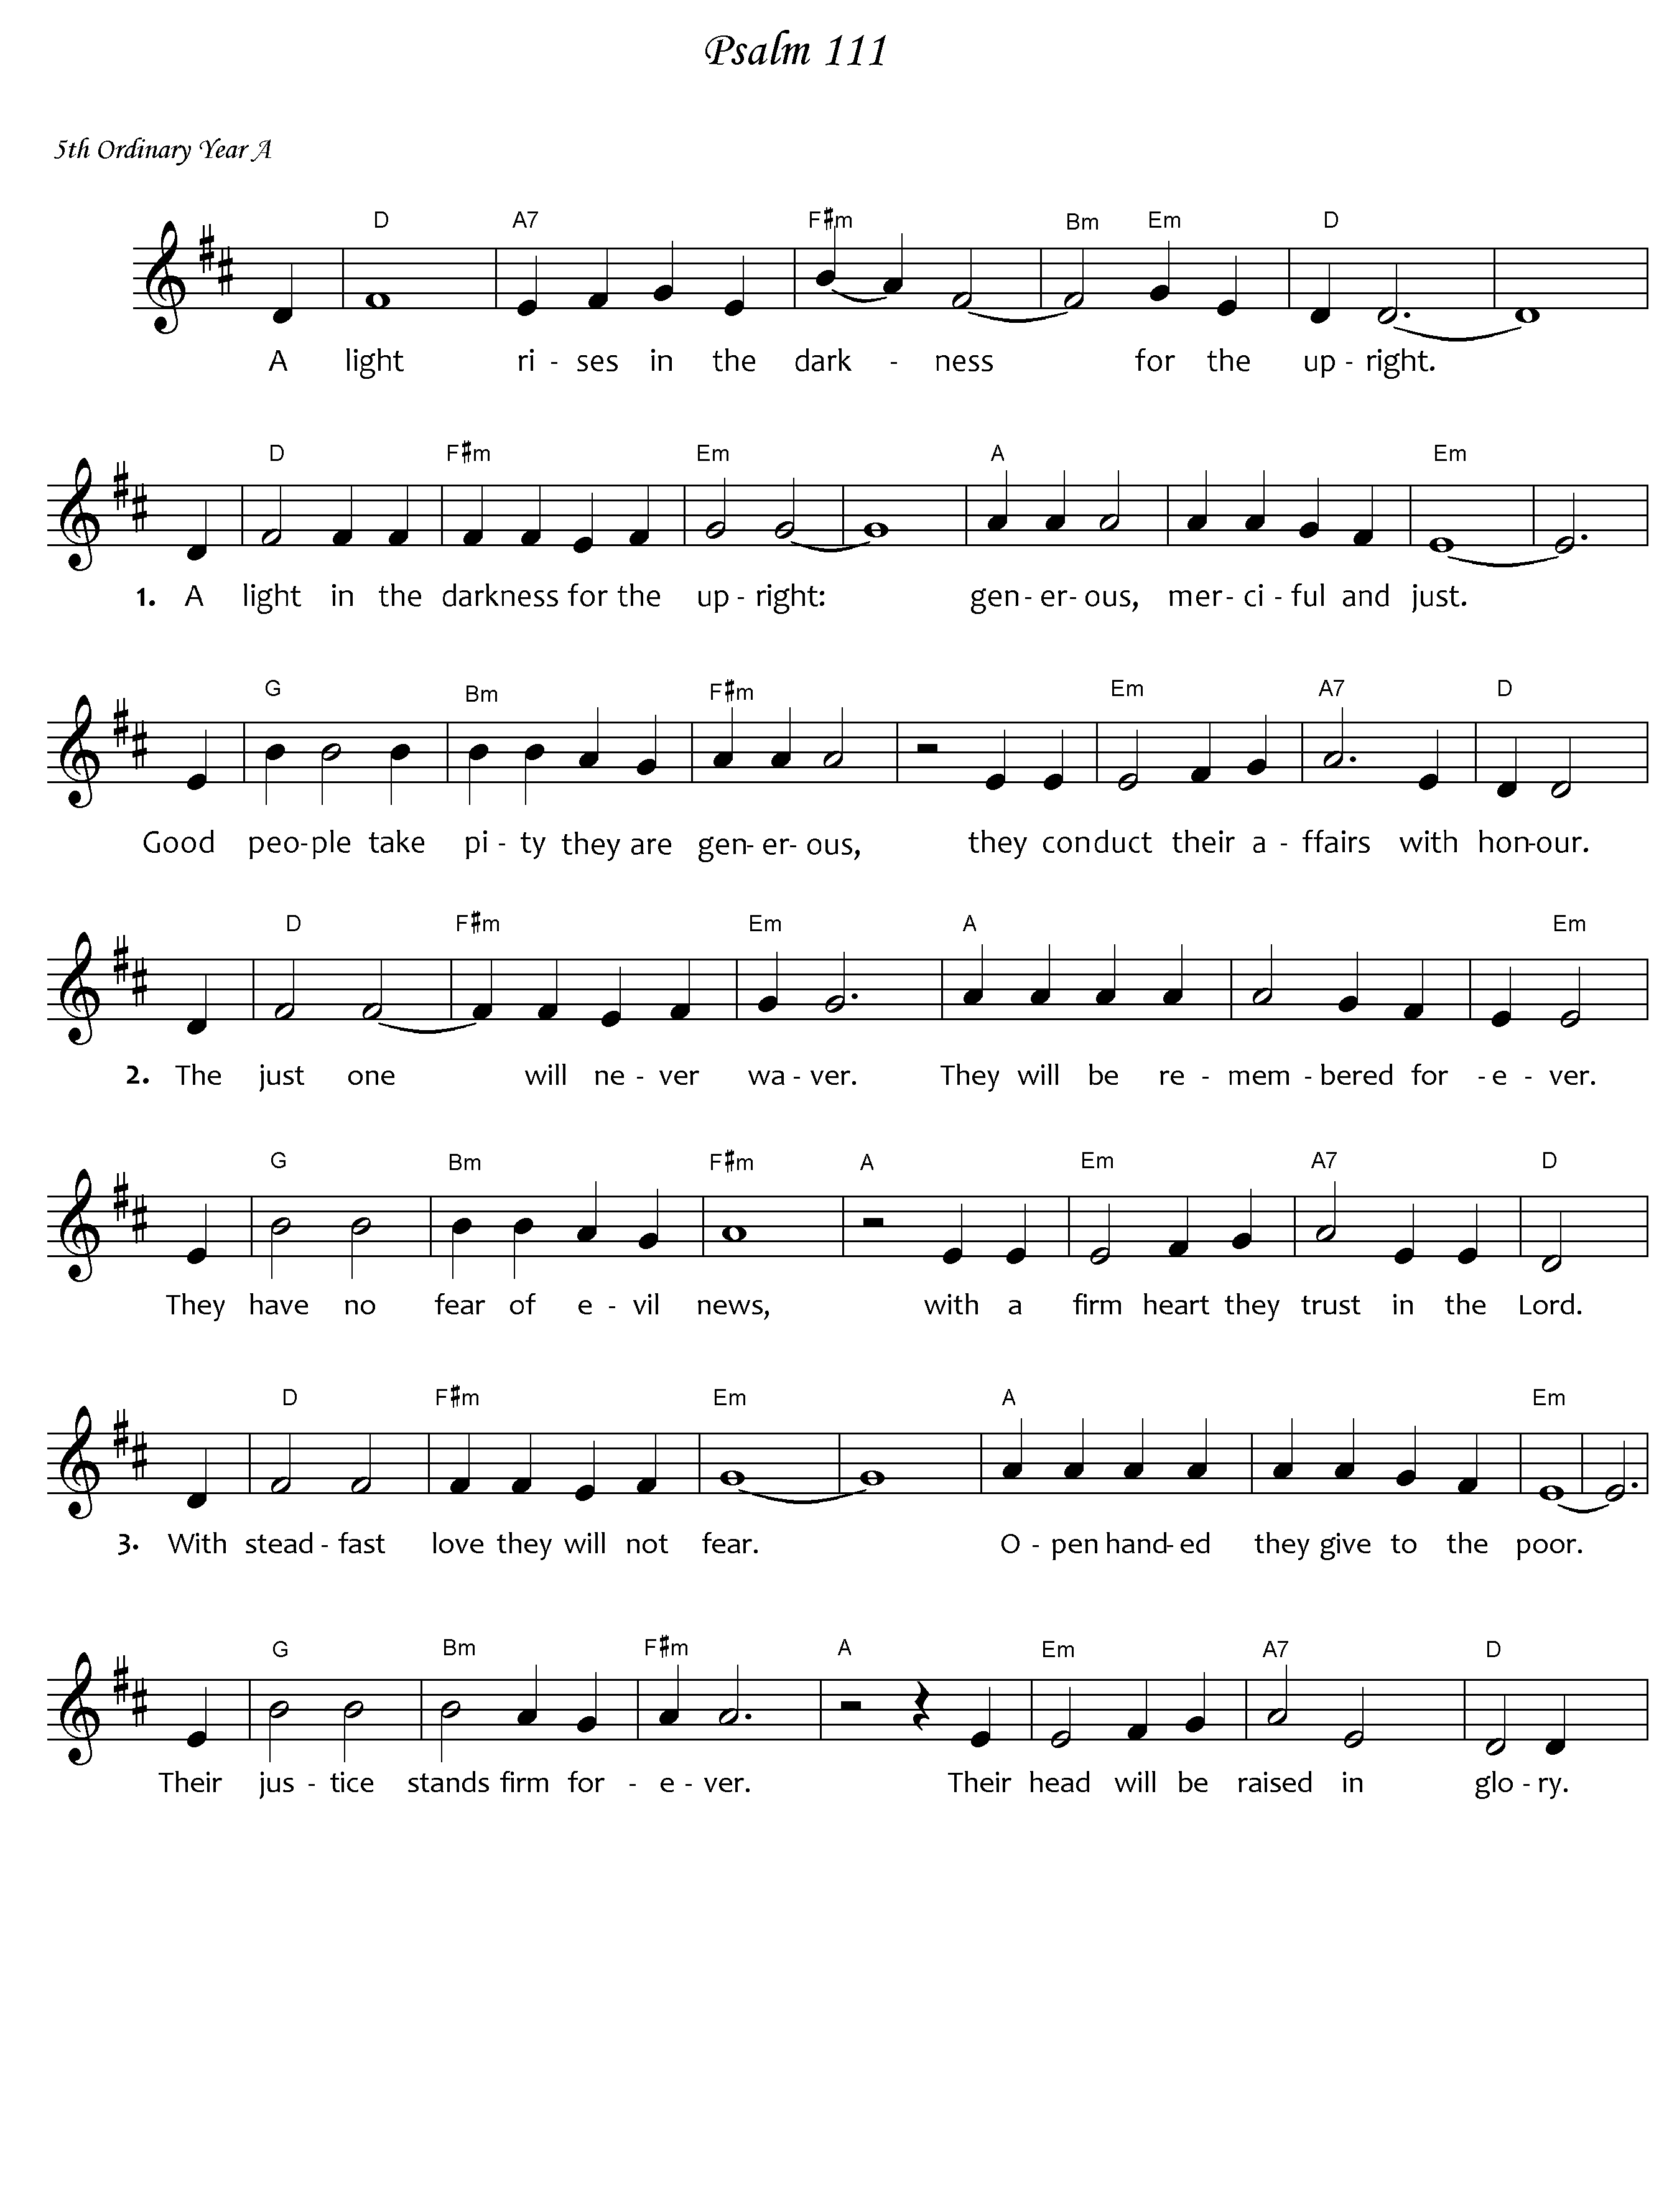 Psalm 111
5th Ordinary Year A
D A7 F#m Bm Em D
A light ri - ses in the dark - ness for the up - right.
D F#m Em A Em
1. A light in the darkness for the up - right: gen - er - ous, mer - ci - ful and just.
G Bm F#m Em A7 D
Good peo - ple take pi - ty they are gen - er - ous, they conduct their a - ffairs with hon - our.
D F#m Em A Em
2. The just one will ne - ver wa - ver. They will be re - mem - bered for - e - ver.
G Bm F#m A Em A7 D
They have no fear of e - vil news, with a firm heart they trust in the Lord.
D F#m Em A Em
3. With stead - fast love they will not fear. O - pen hand - ed they give to the poor.
G Bm F#m A Em A7 D
Their jus - tice stands firm for - e - ver. Their head will be raised in glo - ry.